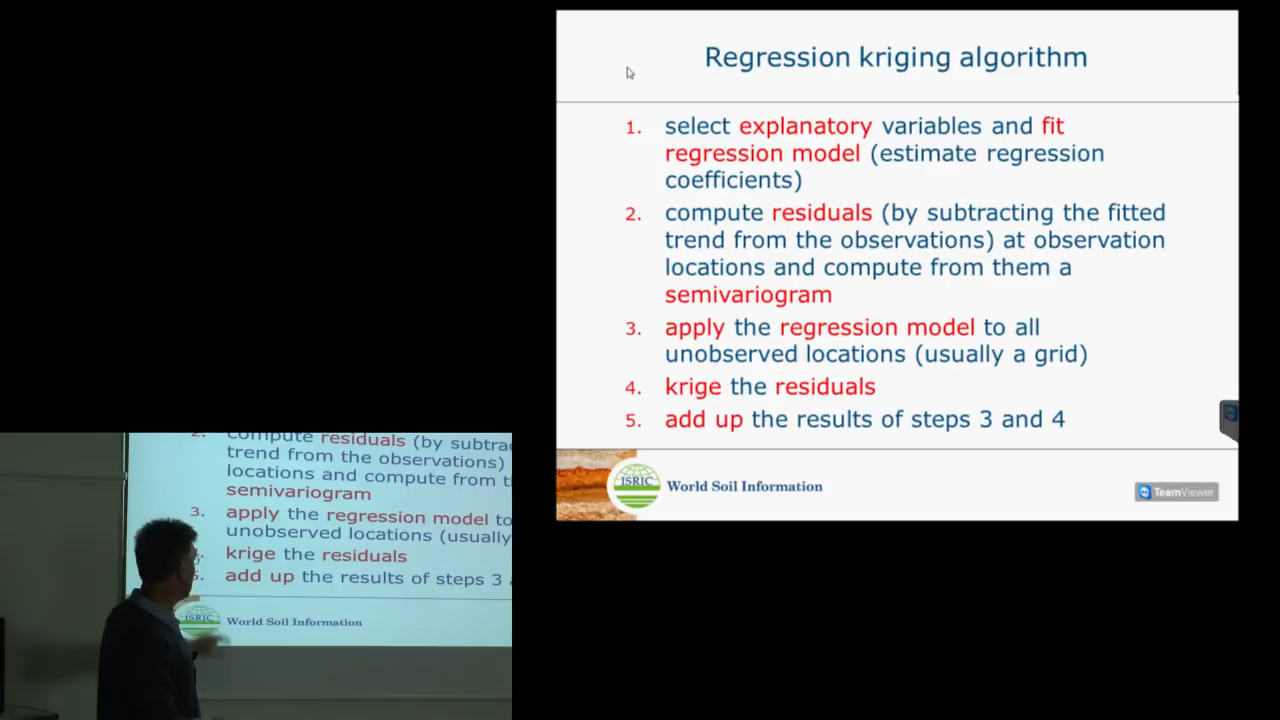 Regression kriging algorithm
1. select explanatory variables and fit
regression model (estimate regression
coefficients)
2. compute residuals (by subtracting the fitted
trend from the observations) at observation
locations and compute from them a
semivariogram
3. apply the regression model to all
unobserved locations (usually a grid)
4. krige the residuals
5. add up the results of steps 3 and 4
ISRIC World Soil Information
TeamViewer
2. compute residuals (by subtrac
trend from the observations)
locations and compute from th
semivariogram
3. apply the regression model to
unobserved locations (usually
krige the residuals
5. add up the results of steps 3
ISRIC World Soil Information